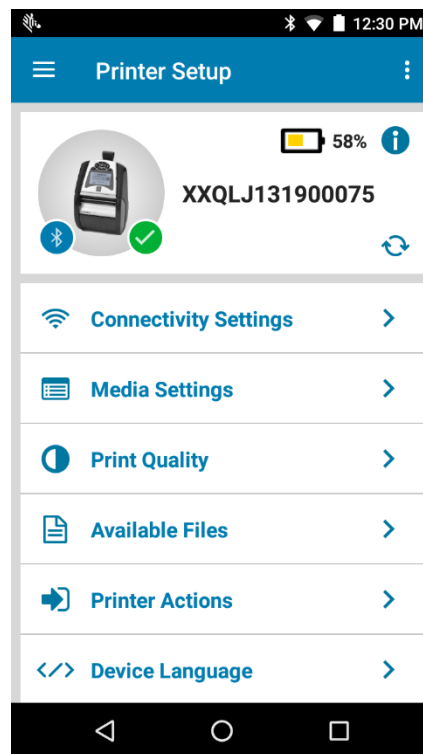 12:30 PM
Printer Setup
58%
XXQLJ131900075
Connectivity Settings
Media Settings
Print Quality
Available Files
Printer Actions
Device Language